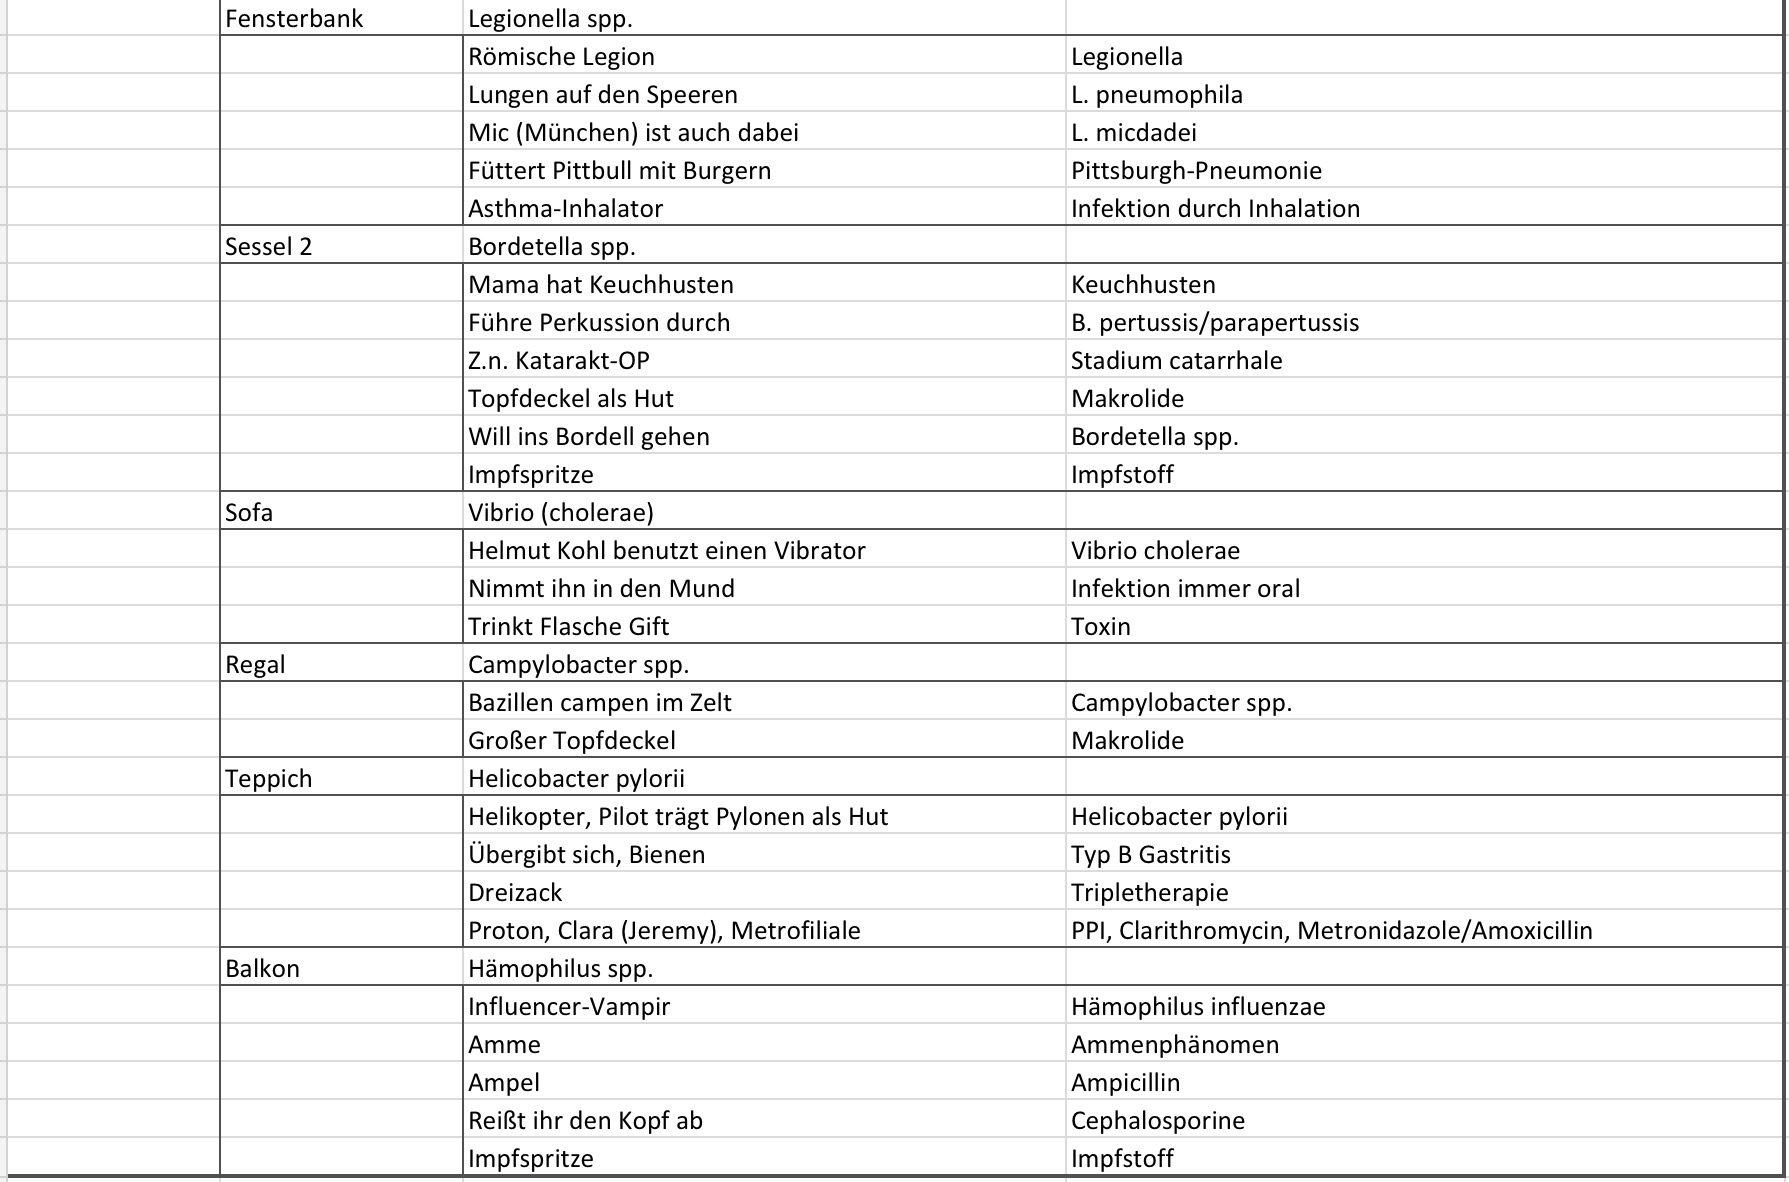 Fensterbank Legionella spp.
Römische Legion Legionella
Lungen auf den Speeren L. pneumophila
Mic (München) ist auch dabei L. micdadei
Füttert Pittbull mit Burgern Pittsburgh-Pneumonie
Asthma-Inhalator Infektion durch Inhalation
Sessel 2 Bordetella spp.
Mama hat Keuchhusten Keuchhusten
Führe Perkussion durch B. pertussis/parapertussis
Z.n. Katarakt-OP Stadium catarrhale
Topfdeckel als Hut Makrolide
Will ins Bordell gehen Bordetella spp.
Impfspritze Impfstoff
Sofa Vibrio (cholerae)
Helmut Kohl benutzt einen Vibrator Vibrio cholerae
Nimmt ihn in den Mund Infektion immer oral
Trinkt Flasche Gift Toxin
Regal Campylobacter spp.
Bazillen campen im Zelt Campylobacter spp.
Großer Topfdeckel Makrolide
Teppich Helicobacter pylorii
Helikopter, Pilot trägt Pylonen als Hut Helicobacter pylorii
Übergibt sich, Bienen Typ B Gastritis
Dreizack Tripletherapie
Proton, Clara (Jeremy), Metrofiliale PPI, Clarithromycin, Metronidazole/Amoxicillin
Balkon Hämophilus spp.
Influencer-Vampir Hämophilus influenzae
Amme Ammenphänomen
Ampel Ampicillin
Reißt ihr den Kopf ab Cephalosporine
Impfspritze Impfstoff